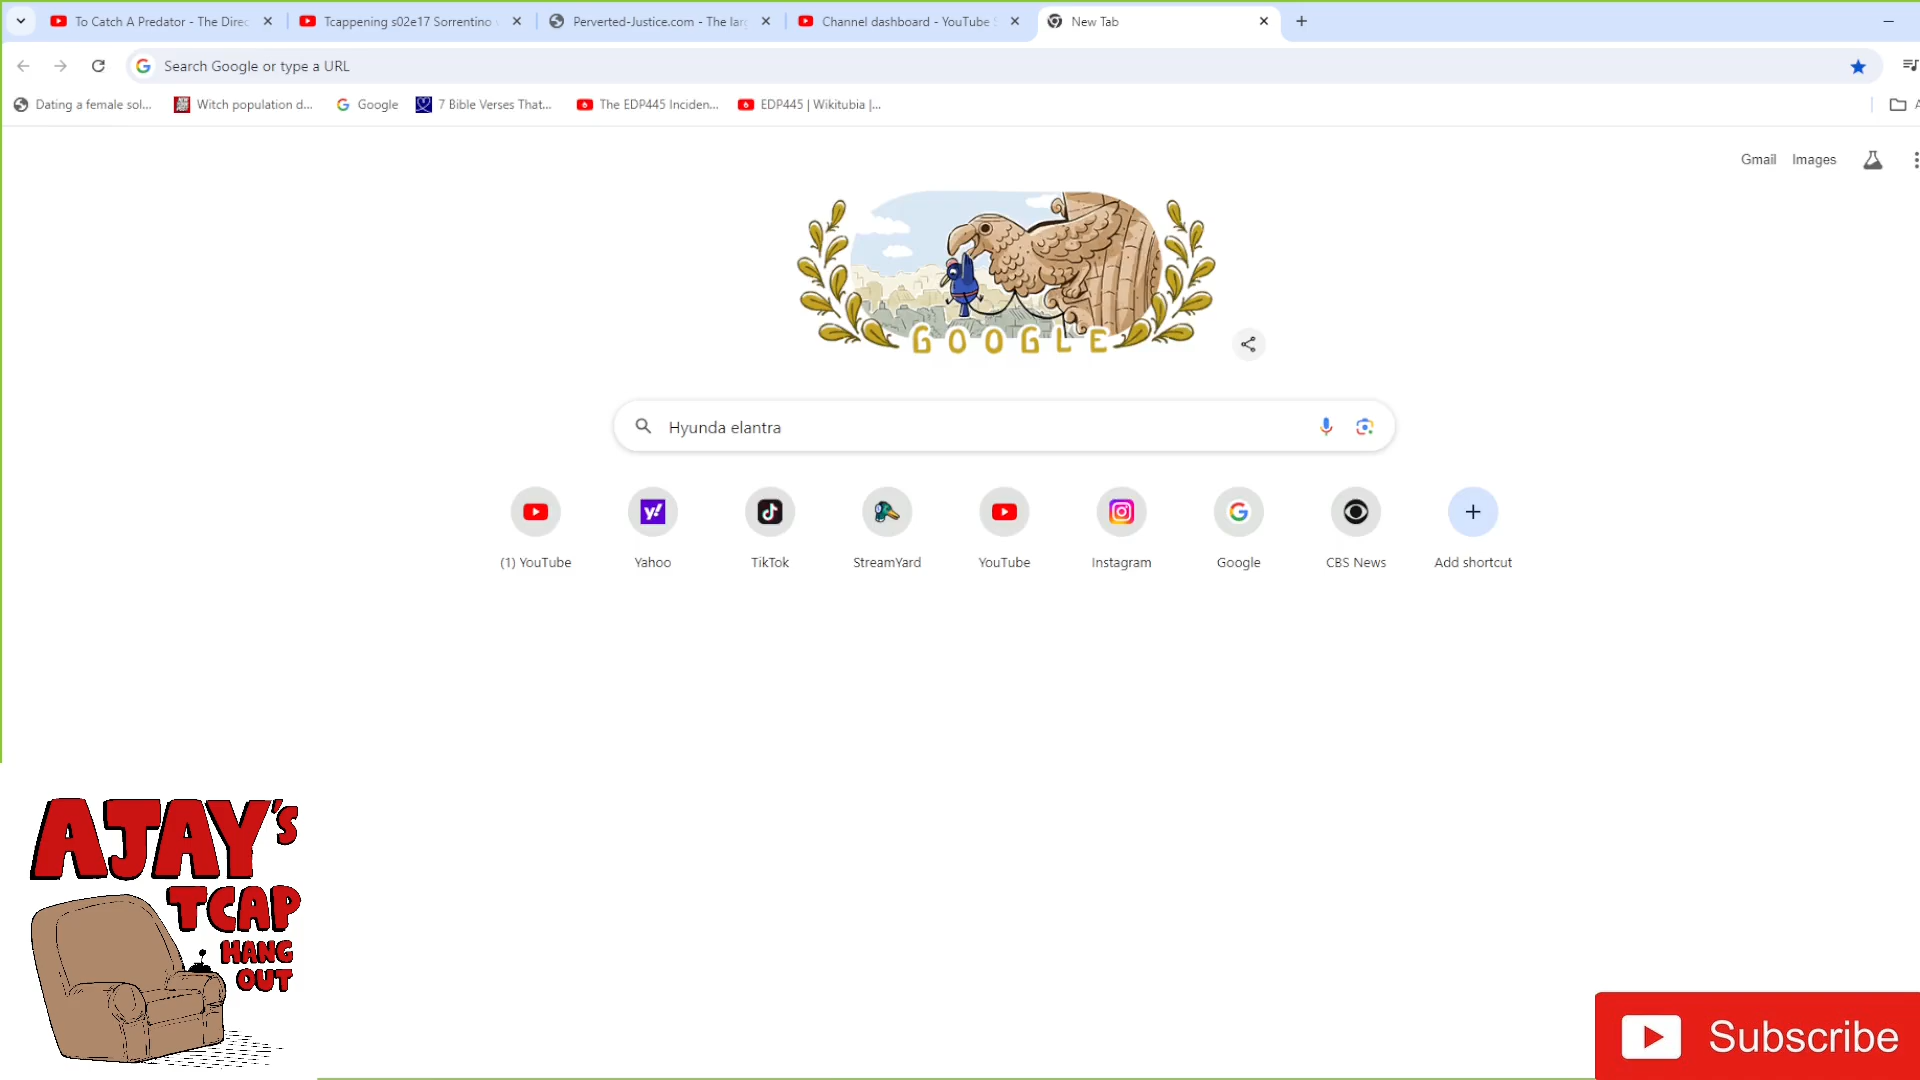 To Catch A Predator - The Direc
Tcappening s02e17 Sorrentino
Perverted-Justice.com - The lar
Channel dashboard - YouTube S
New Tab
Search Google or type a URL
Dating a female sol...
Witch population d...
Google
7 Bible Verses That...
The EDP445 Inciden...
EDP445 | Wikitubia |...
Gmail
Images
GOOGLE
Hyunda elantra
(1) YouTube
Yahoo
TikTok
StreamYard
YouTube
Instagram
Google
CBS News
Add shortcut
AJAY's
TCAP
HANG
OUT
Subscribe